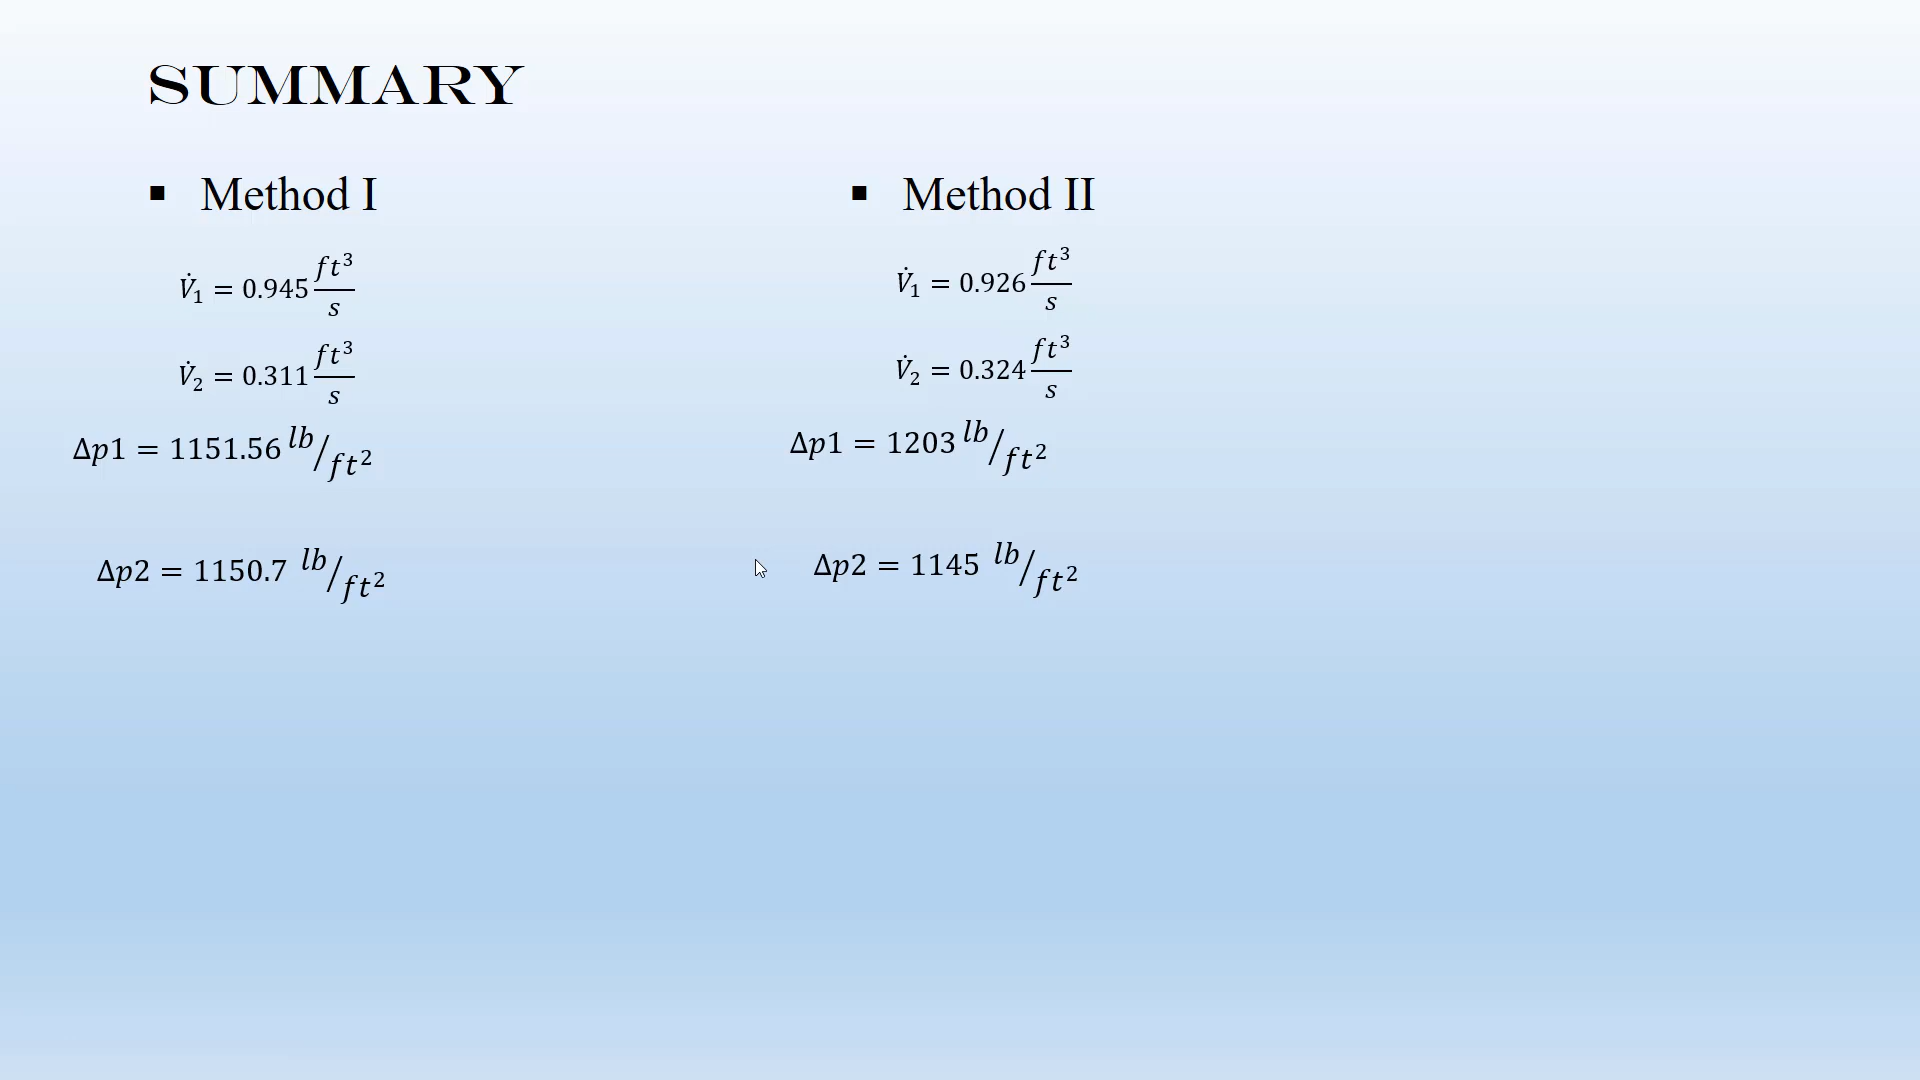 SUMMARY
▪ Method I
V̇₁ = 0.945 ft³/s
V̇₂ = 0.311 ft³/s
Δp1 = 1151.56 lb/ft²
Δp2 = 1150.7 lb/ft²
▪ Method II
V̇₁ = 0.926 ft³/s
V̇₂ = 0.324 ft³/s
Δp1 = 1203 lb/ft²
Δp2 = 1145 lb/ft²